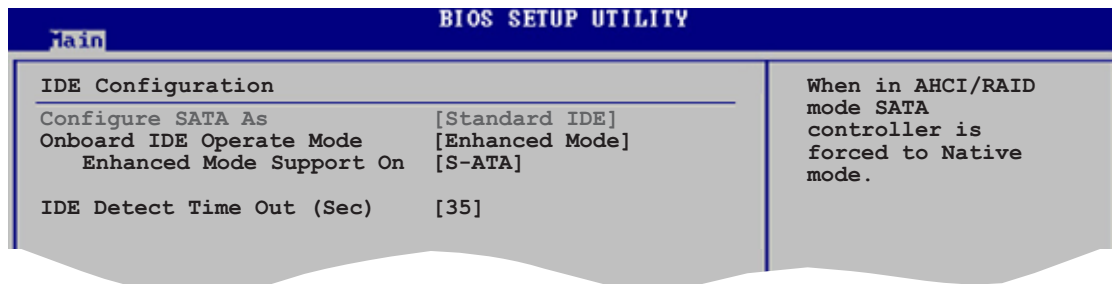 BIOS SETUP UTILITY
Main
IDE Configuration
Configure SATA As [Standard IDE]
Onboard IDE Operate Mode [Enhanced Mode]
Enhanced Mode Support On [S-ATA]
IDE Detect Time Out (Sec) [35]
When in AHCI/RAID
mode SATA
controller is
forced to Native
mode.